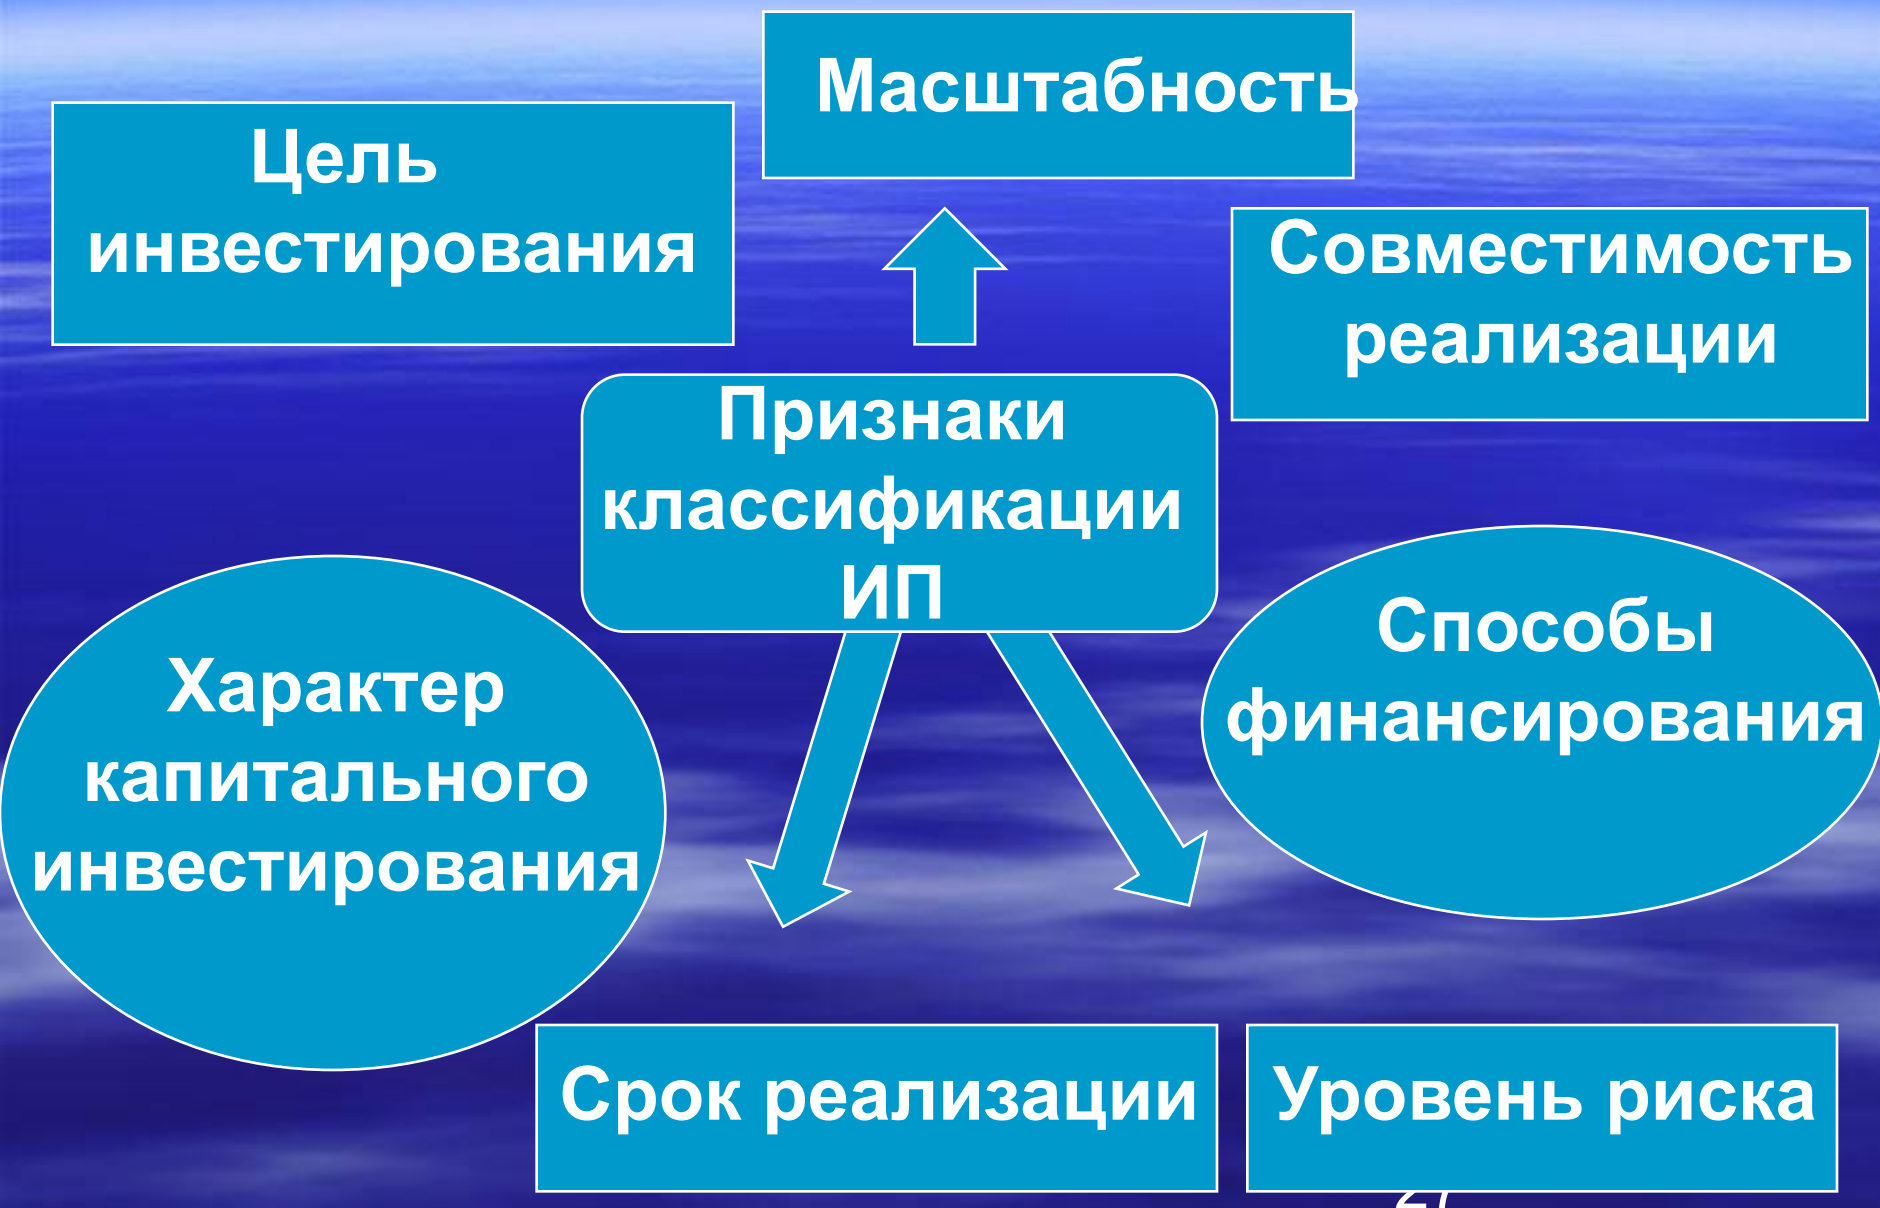 Масштабность
Цель
инвестирования
Совместимость
реализации
Признаки
классификации
ИП
Способы
финансирования
Характер
капитального
инвестирования
Срок реализации
Уровень риска